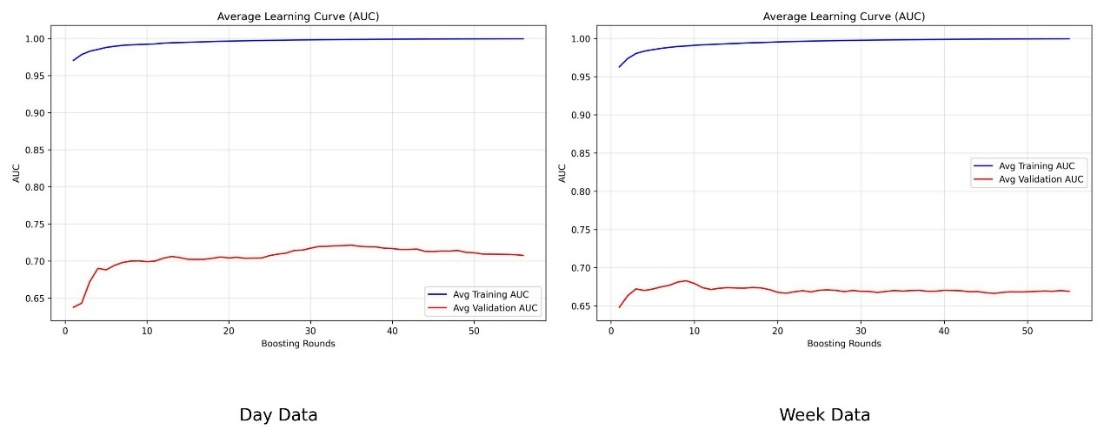 Average Learning Curve (AUC)
1.00
0.95
0.90
0.85
0.80
0.75
0.70
0.65
AUC
0 10 20 30 40 50
Boosting Rounds
Avg Training AUC
Avg Validation AUC
Day Data
Average Learning Curve (AUC)
1.00
0.95
0.90
0.85
0.80
0.75
0.70
0.65
AUC
0 10 20 30 40 50
Boosting Rounds
Avg Training AUC
Avg Validation AUC
Week Data